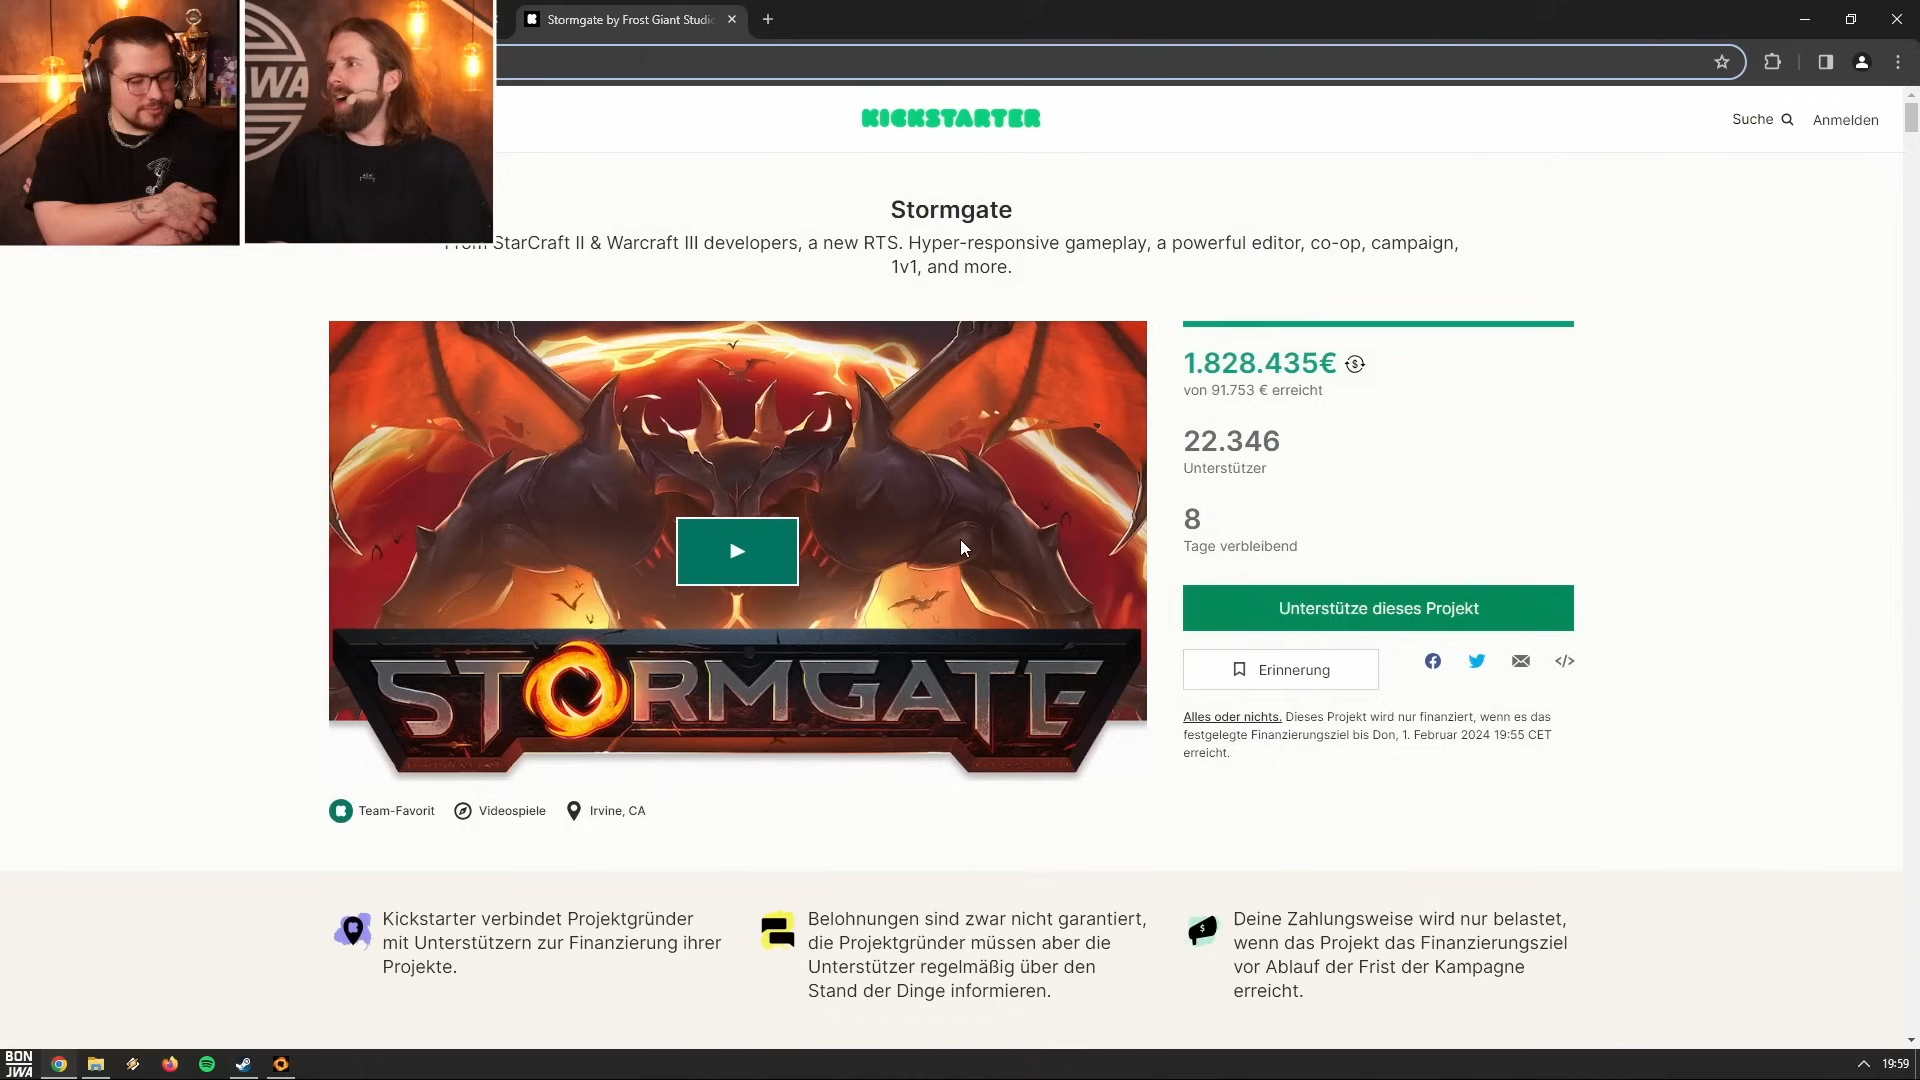 Stormgate by Frost Giant Studi
WA
KICKSTARTER
Suche
Anmelden
Stormgate
From StarCraft II & Warcraft III developers, a new RTS. Hyper-responsive gameplay, a powerful editor, co-op, campaign,
1v1, and more.
1.828.435€
von 91.753 € erreicht
22.346
Unterstützer
8
Tage verbleibend
Unterstütze dieses Projekt
Erinnerung
Alles oder nichts. Dieses Projekt wird nur finanziert, wenn es das
festgelegte Finanzierungsziel bis Don, 1. Februar 2024 19:55 CET
erreicht.
STORMGATE
Team-Favorit
Videospiele
Irvine, CA
Kickstarter verbindet Projektgründer
mit Unterstützern zur Finanzierung ihrer
Projekte.
Belohnungen sind zwar nicht garantiert,
die Projektgründer müssen aber die
Unterstützer regelmäßig über den
Stand der Dinge informieren.
Deine Zahlungsweise wird nur belastet,
wenn das Projekt das Finanzierungsziel
vor Ablauf der Frist der Kampagne
erreicht.
BON
JWA
19:59